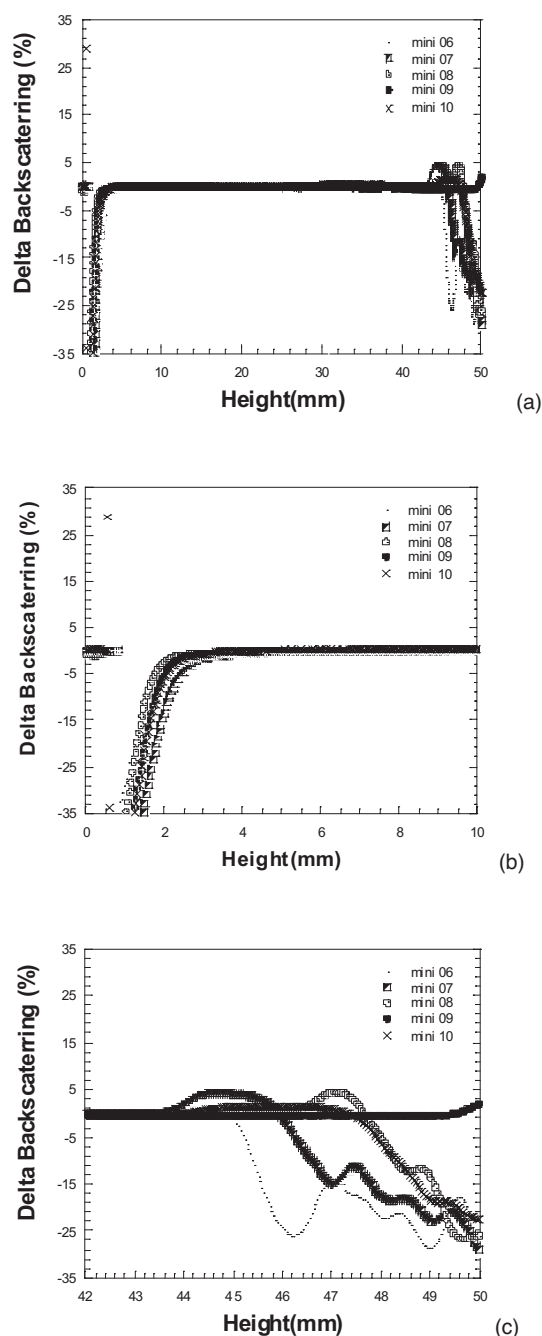 35
25
15
5
-5
-15
-25
-35
Delta Backscaterring (%)
mini 06
mini 07
mini 08
mini 09
mini 10
0 10 20 30 40 50
Height(mm)
(a)
35
25
15
5
-5
-15
-25
-35
Delta Backscaterring (%)
mini 06
mini 07
mini 08
mini 09
mini 10
0 2 4 6 8 10
Height(mm)
(b)
35
25
15
5
-5
-15
-25
-35
Delta Backscaterring (%)
mini 06
mini 07
mini 08
mini 09
mini 10
42 43 44 45 46 47 48 49 50
Height(mm)
(c)